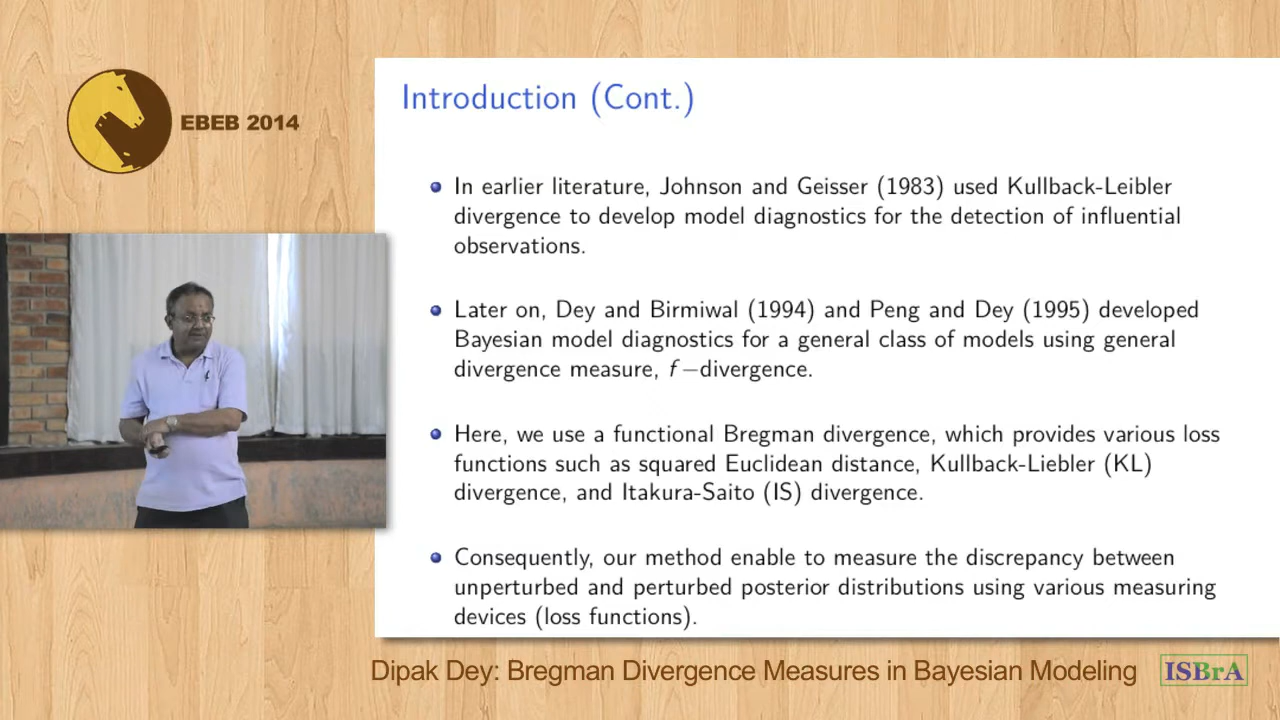 EBEB 2014
Introduction (Cont.)
In earlier literature, Johnson and Geisser (1983) used Kullback-Leibler
divergence to develop model diagnostics for the detection of influential
observations.
Later on, Dey and Birmiwal (1994) and Peng and Dey (1995) developed
Bayesian model diagnostics for a general class of models using general
divergence measure, f−divergence.
Here, we use a functional Bregman divergence, which provides various loss
functions such as squared Euclidean distance, Kullback-Liebler (KL)
divergence, and Itakura-Saito (IS) divergence.
Consequently, our method enable to measure the discrepancy between
unperturbed and perturbed posterior distributions using various measuring
devices (loss functions).
Dipak Dey: Bregman Divergence Measures in Bayesian Modeling
ISBrA